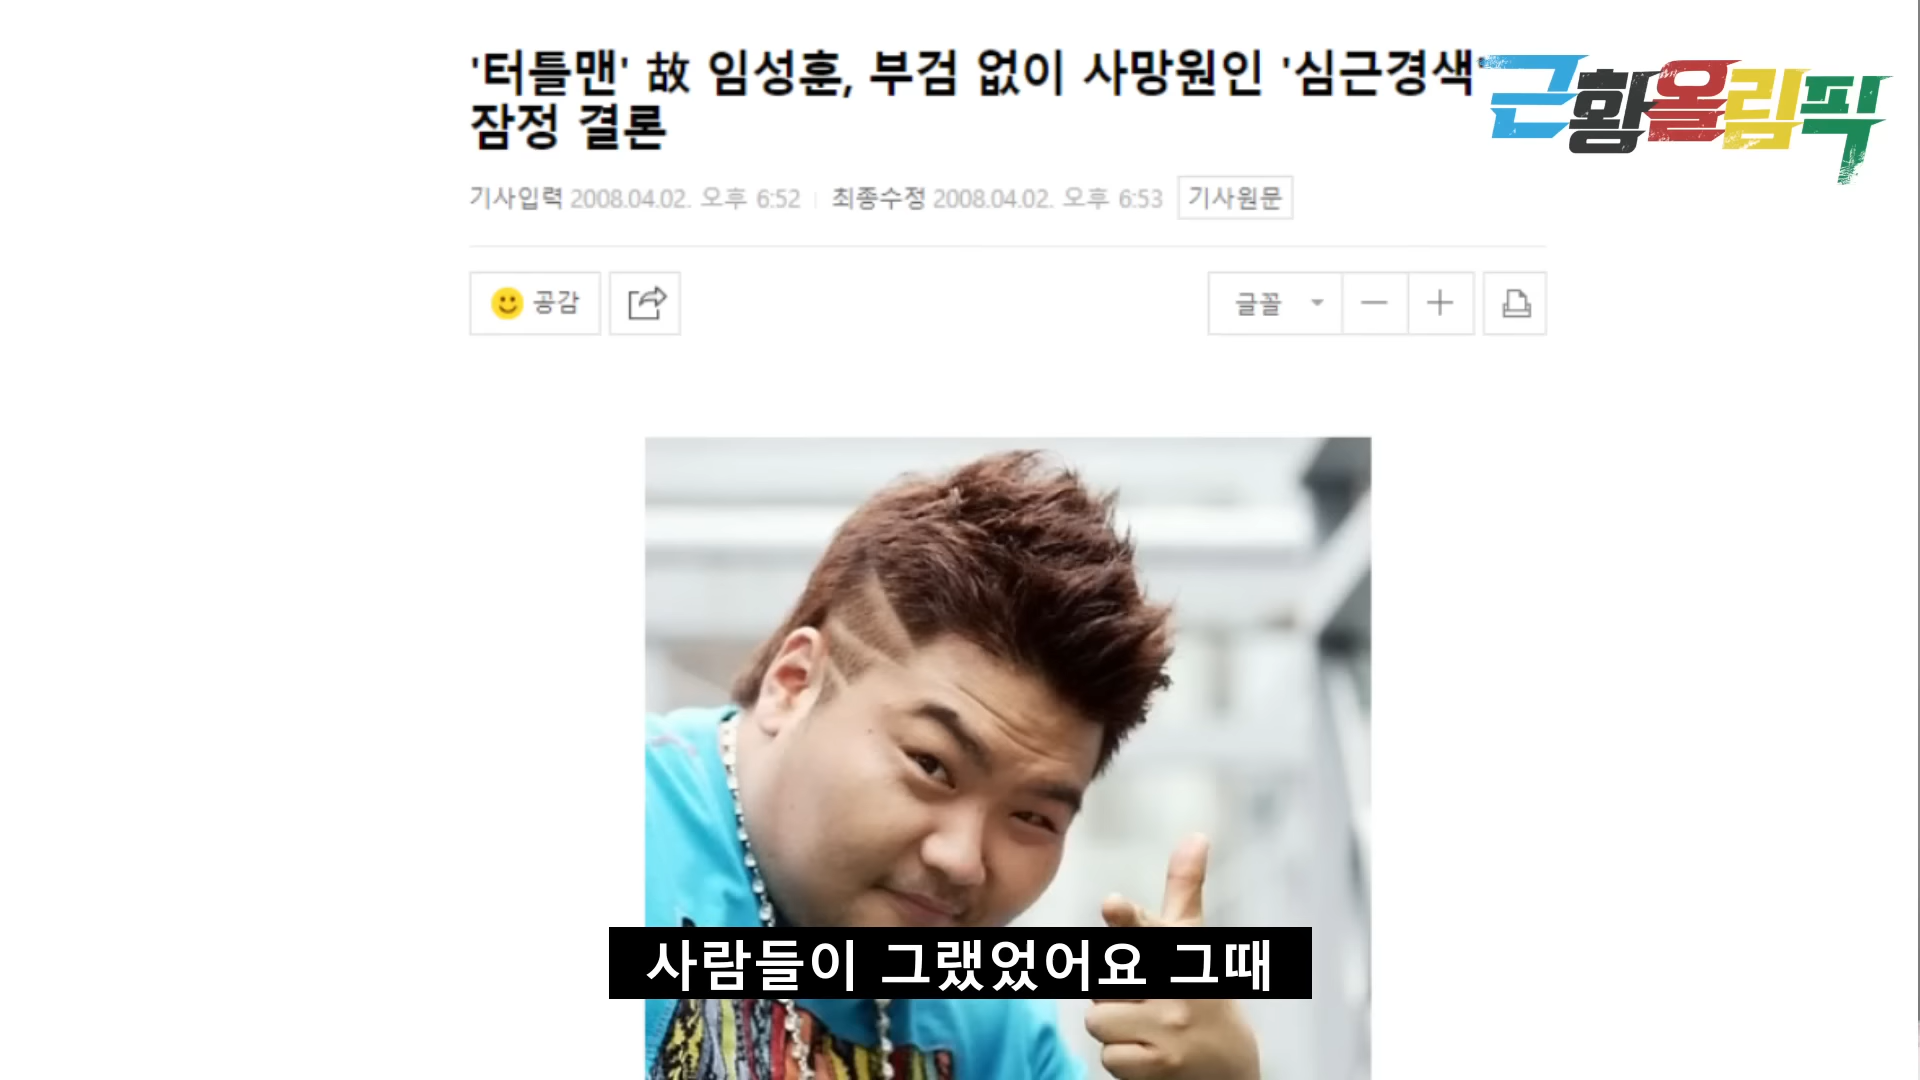 '터틀맨' 故 임성훈, 부검 없이 사망원인 '심근경색'
잠정 결론
근황올림픽
기사입력 2008.04.02. 오후 6:52 최종수정 2008.04.02. 오후 6:53 기사원문
공감 글꼴
사람들이 그랬었어요 그때